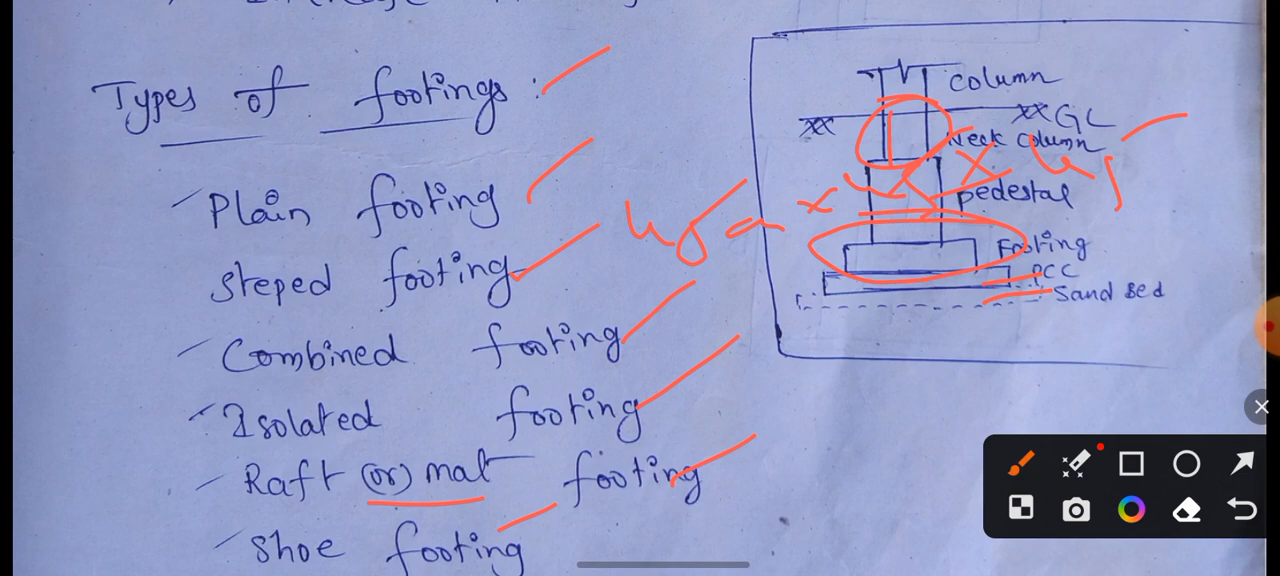 Types of footings :
Plain footing
Steped footing
Combined footing
Isolated footing
Raft (or) mat footing
Shoe footing
Column
GL
Neck Column
pedestal
Footing
PCC
Sand Bed